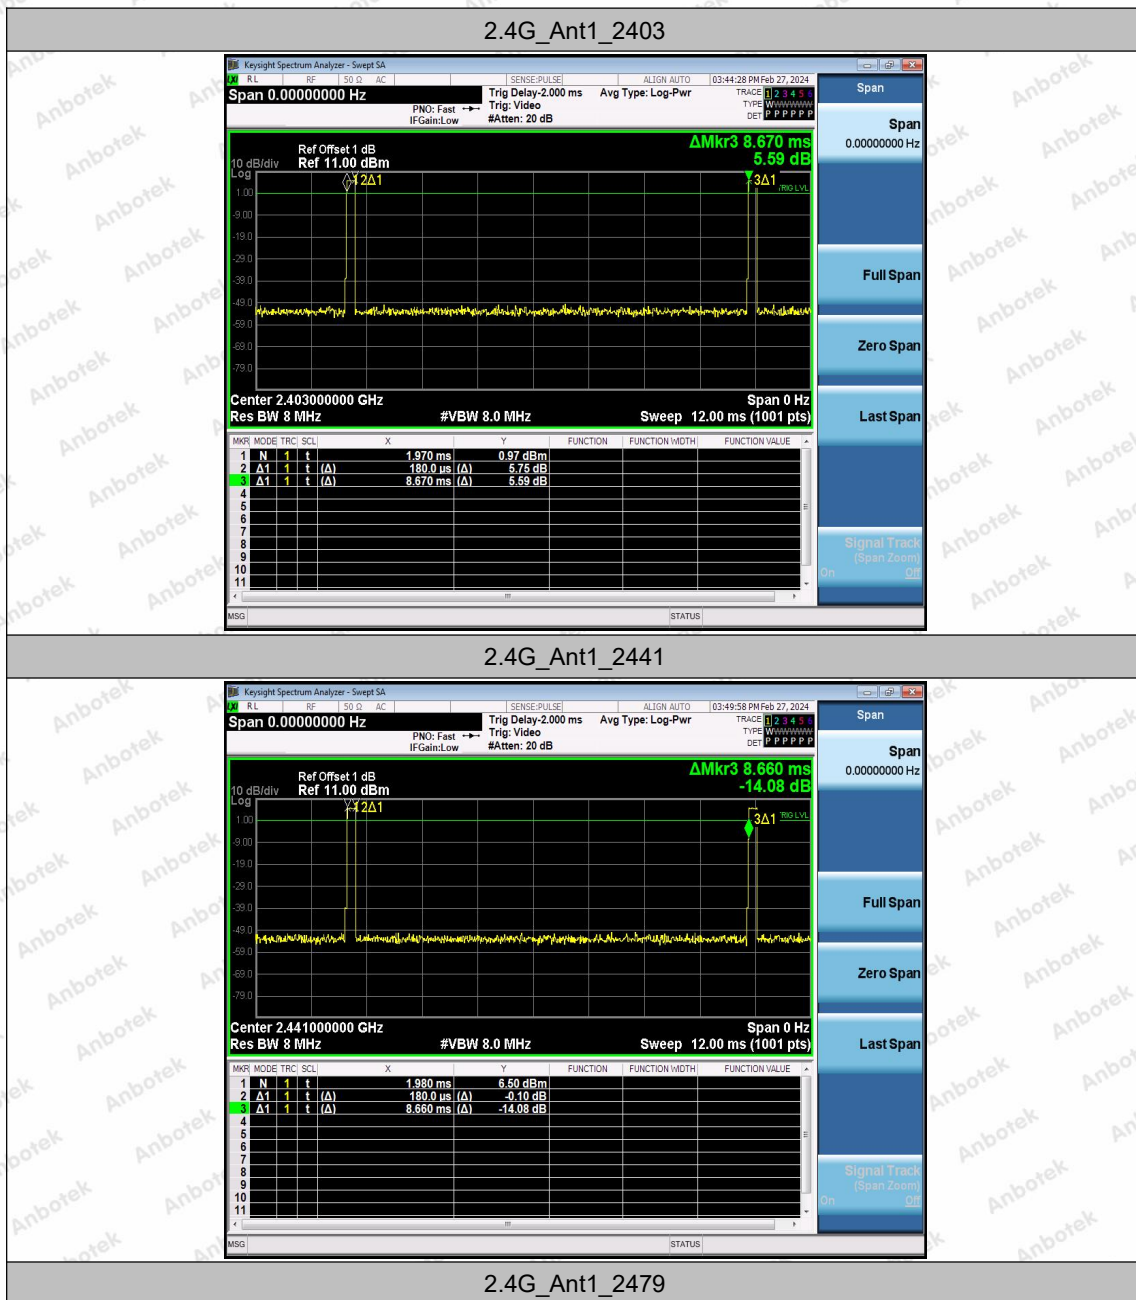 2.4G_Ant1_2403
Keysight Spectrum Analyzer - Swept SA
RL RF 50 Ω AC SENSE:PULSE ALIGN AUTO 03:44:28 PM Feb 27, 2024
Span 0.00000000 Hz
PNO: Fast
IFGain:Low
Trig Delay-2.000 ms
Trig: Video
#Atten: 20 dB
Avg Type: Log-Pwr
TRACE 1 2 3 4 5 6
TYPE W
DET P P P P P P
Span
Span
0.00000000 Hz
Full Span
Zero Span
Last Span
Signal Track
(Span Zoom)
On Off
ΔMkr3 8.670 ms
5.59 dB
Ref Offset 1 dB
10 dB/div Ref 11.00 dBm
Log
2Δ1
3Δ1
TRIG LVL
1.00
-9.00
-19.0
-29.0
-39.0
-49.0
-59.0
-69.0
-79.0
Center 2.403000000 GHz
Span 0 Hz
Res BW 8 MHz
#VBW 8.0 MHz
Sweep 12.00 ms (1001 pts)
MKR MODE TRC SCL X Y FUNCTION FUNCTION WIDTH FUNCTION VALUE
1 N 1 t 1.970 ms 0.97 dBm
2 Δ1 1 t (Δ) 180.0 µs (Δ) 5.75 dB
3 Δ1 1 t (Δ) 8.670 ms (Δ) 5.59 dB
4
5
6
7
8
9
10
11
MSG STATUS
2.4G_Ant1_2441
Keysight Spectrum Analyzer - Swept SA
RL RF 50 Ω AC SENSE:PULSE ALIGN AUTO 03:49:58 PM Feb 27, 2024
Span 0.00000000 Hz
PNO: Fast
IFGain:Low
Trig Delay-2.000 ms
Trig: Video
#Atten: 20 dB
Avg Type: Log-Pwr
TRACE 1 2 3 4 5 6
TYPE W
DET P P P P P P
Span
Span
0.00000000 Hz
Full Span
Zero Span
Last Span
Signal Track
(Span Zoom)
On Off
ΔMkr3 8.660 ms
-14.08 dB
Ref Offset 1 dB
10 dB/div Ref 11.00 dBm
Log
2Δ1
3Δ1
TRIG LVL
1.00
-9.00
-19.0
-29.0
-39.0
-49.0
-59.0
-69.0
-79.0
Center 2.441000000 GHz
Span 0 Hz
Res BW 8 MHz
#VBW 8.0 MHz
Sweep 12.00 ms (1001 pts)
MKR MODE TRC SCL X Y FUNCTION FUNCTION WIDTH FUNCTION VALUE
1 N 1 t 1.980 ms 6.50 dBm
2 Δ1 1 t (Δ) 180.0 µs (Δ) -0.10 dB
3 Δ1 1 t (Δ) 8.660 ms (Δ) -14.08 dB
4
5
6
7
8
9
10
11
MSG STATUS
2.4G_Ant1_2479
Anbotek